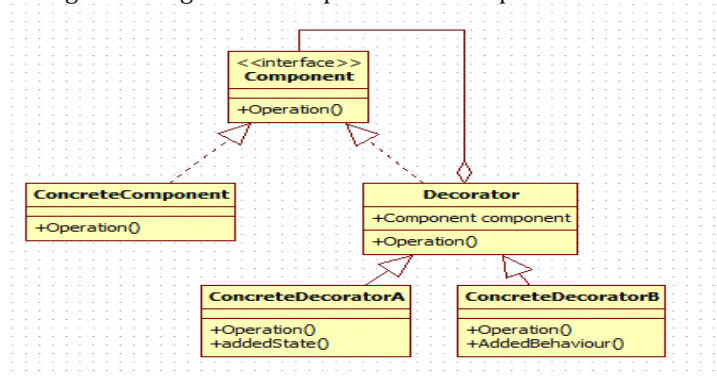 <<interface>>
Component
+Operation()
ConcreteComponent
+Operation()
Decorator
+Component component
+Operation()
ConcreteDecoratorA
+Operation()
+addedState()
ConcreteDecoratorB
+Operation()
+AddedBehaviour()